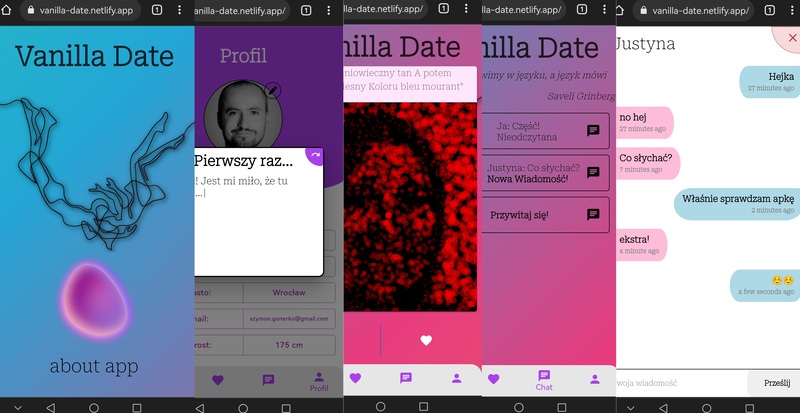 vanilla-date.netlify.app
1
Vanilla Date
about app
vanilla-date.netlify.app/
1
Profil
Pierwszy raz...
! Jest mi miło, że tu
...|
asto:
Wrocław
mail:
szymon.gonerko@gmail.com
rost:
175 cm
Profil
-date.netlify.app/
1
nilla Date
niowieczny tan A potem
lesny Koloru bleu mourant"
vanilla-date.netlify.app/
1
nilla Date
wimy w języku, a język mówi
Saveli Grinberg
Ja: Część!
Nieodczytana
Justyna: Co słychać?
Nowa Wiadomość!
Przywitaj się!
Chat
vanilla-date.netlify.app/
1
Justyna
Hejka
27 minutes ago
no hej
27 minutes ago
Co słychać?
7 minutes ago
Właśnie sprawdzam apkę
2 minutes ago
ekstra!
a minute ago
☺️☺️
a few seconds ago
woja wiadomość
Prześlij